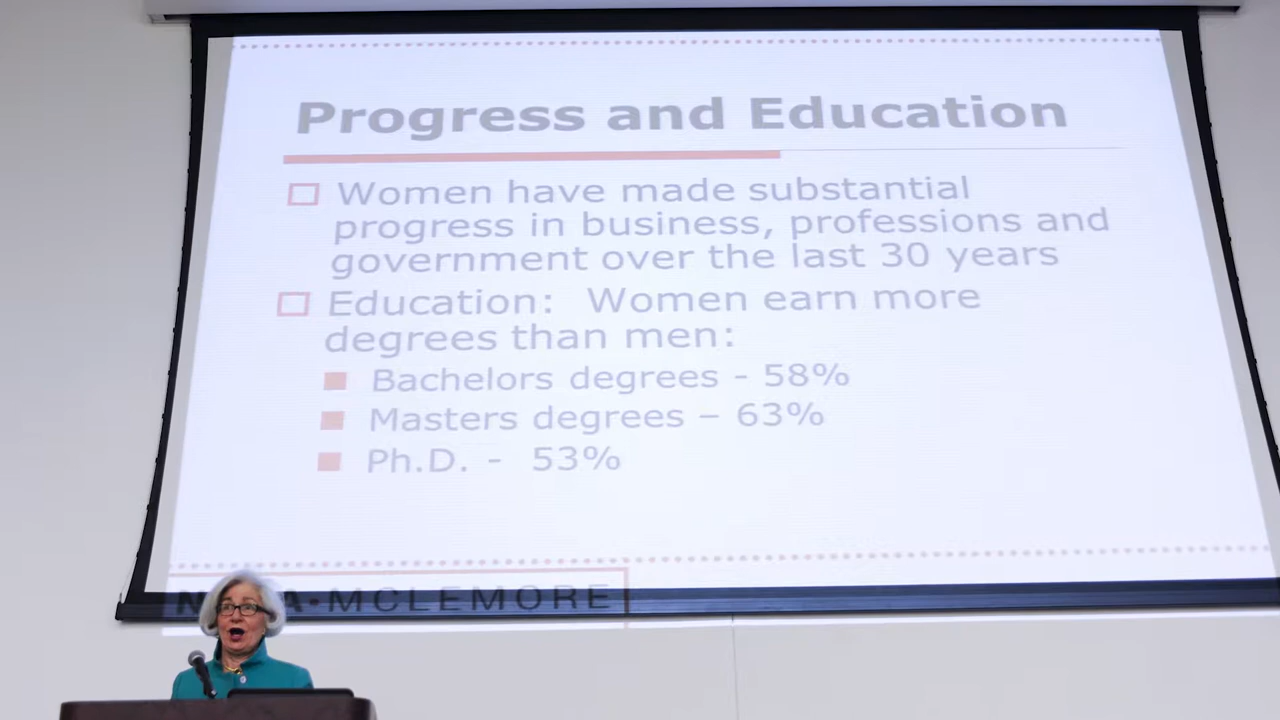 Progress and Education
Women have made substantial
progress in business, professions and
government over the last 30 years
Education: Women earn more
degrees than men:
Bachelors degrees - 58%
Masters degrees – 63%
Ph.D. - 53%
MCLEMORE